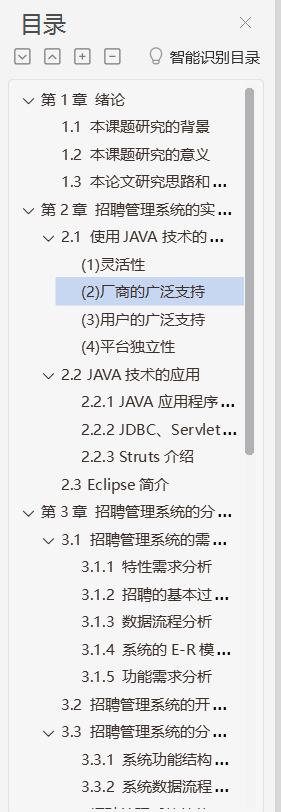 目录
智能识别目录
第 1 章 绪论
1.1 本课题研究的背景
1.2 本课题研究的意义
1.3 本论文研究思路和...
第 2 章 招聘管理系统的实...
2.1 使用 JAVA 技术的...
(1)灵活性
(2)厂商的广泛支持
(3)用户的广泛支持
(4)平台独立性
2.2 JAVA 技术的应用
2.2.1 JAVA 应用程序...
2.2.2 JDBC、Servlet...
2.2.3 Struts 介绍
2.3 Eclipse 简介
第 3 章 招聘管理系统的分...
3.1 招聘管理系统的需...
3.1.1 特性需求分析
3.1.2 招聘的基本过...
3.1.3 数据流程分析
3.1.4 系统的 E-R 模...
3.1.5 功能需求分析
3.2 招聘管理系统的开...
3.3 招聘管理系统的分...
3.3.1 系统功能结构...
3.3.2 系统数据流程...